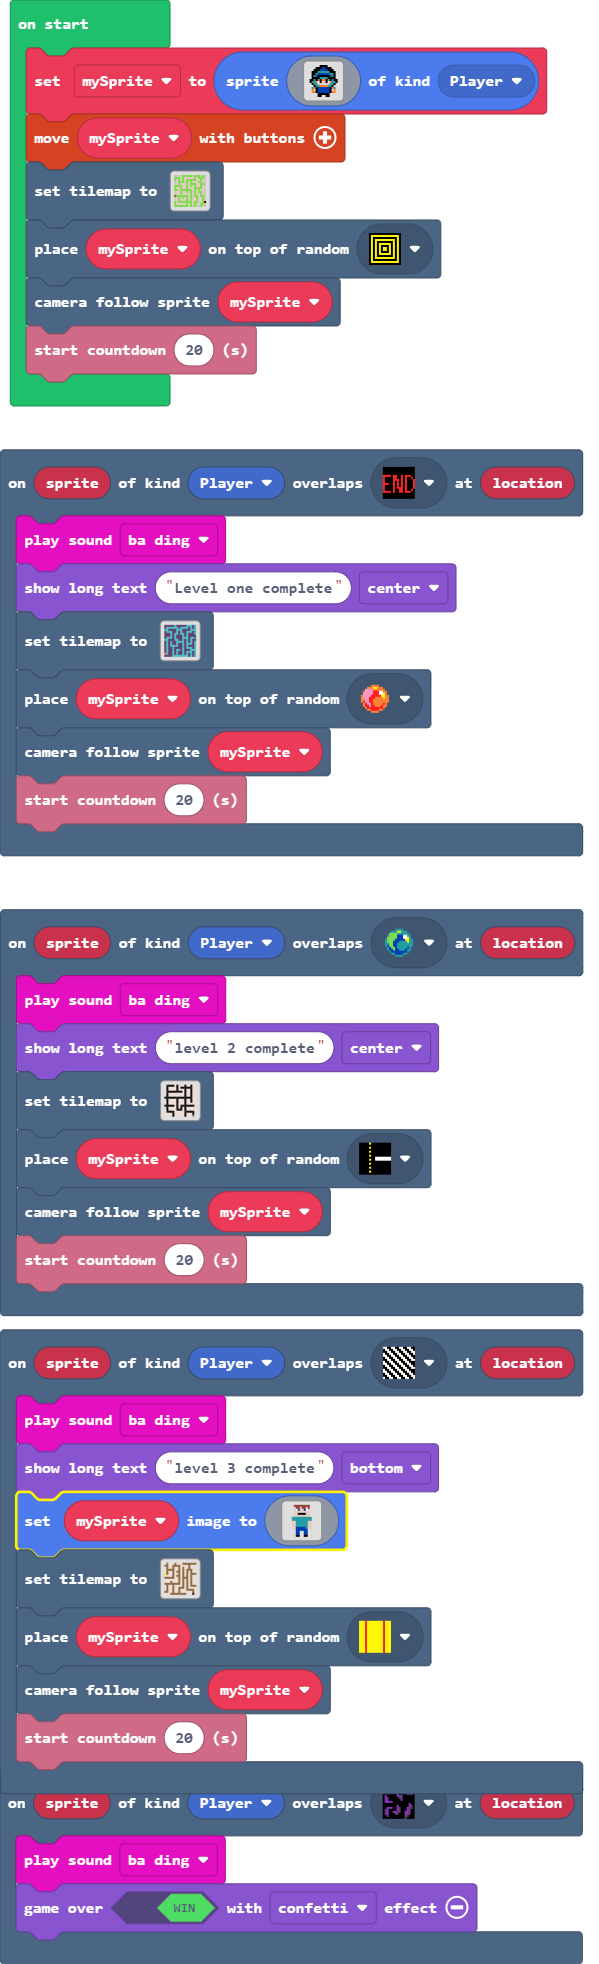 on start
set mySprite to sprite of kind Player
move mySprite with buttons
set tilemap to
place mySprite on top of random
camera follow sprite mySprite
start countdown 20 (s)
on sprite of kind Player overlaps END at location
play sound ba ding
show long text "Level one complete" center
set tilemap to
place mySprite on top of random
camera follow sprite mySprite
start countdown 20 (s)
on sprite of kind Player overlaps at location
play sound ba ding
show long text "level 2 complete" center
set tilemap to
place mySprite on top of random
camera follow sprite mySprite
start countdown 20 (s)
on sprite of kind Player overlaps at location
play sound ba ding
show long text "level 3 complete" bottom
set mySprite image to
set tilemap to
place mySprite on top of random
camera follow sprite mySprite
start countdown 20 (s)
on sprite of kind Player overlaps at location
play sound ba ding
game over WIN with confetti effect